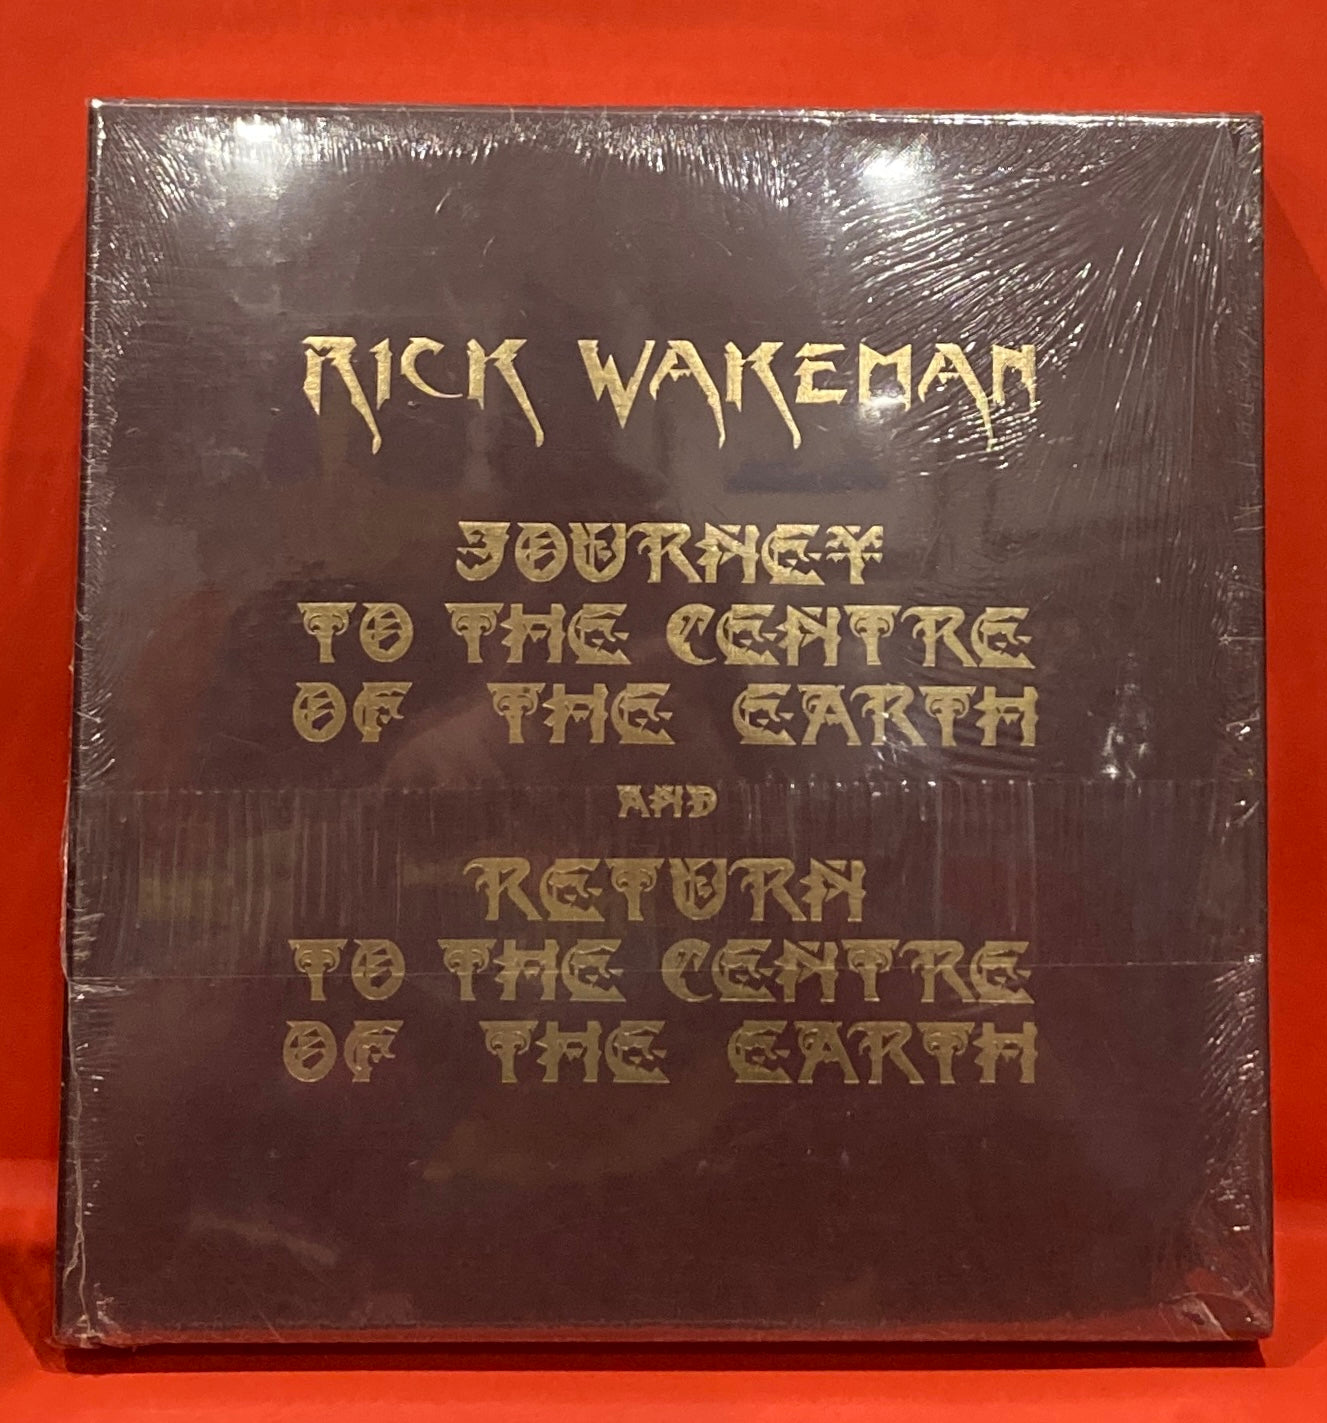 RICK WAKEMAN
JOURNEY
TO THE CENTRE
OF THE EARTH
AND
RETURN
TO THE CENTRE
OF THE EARTH